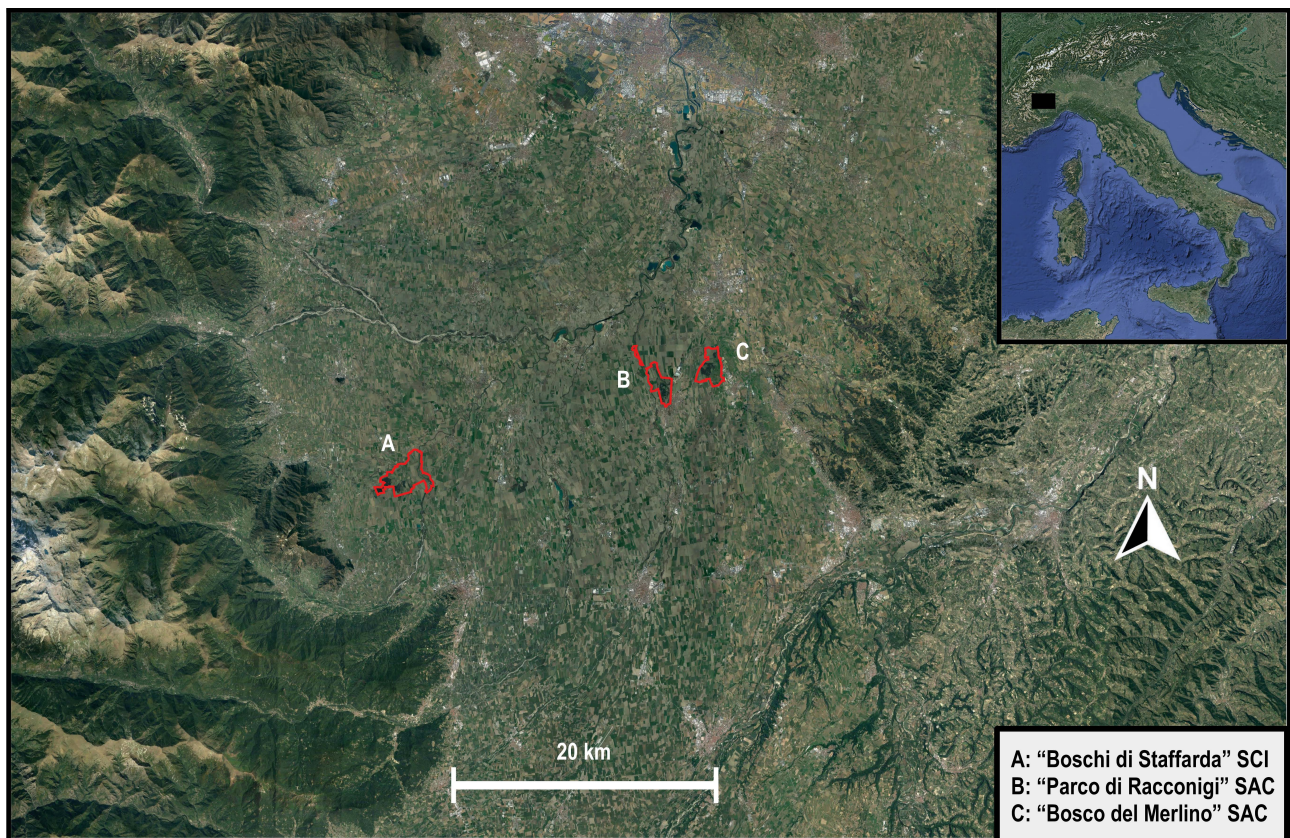 C
B
A
N
20 km
A: “Boschi di Staffarda” SCI
B: “Parco di Racconigi” SAC
C: “Bosco del Merlino” SAC